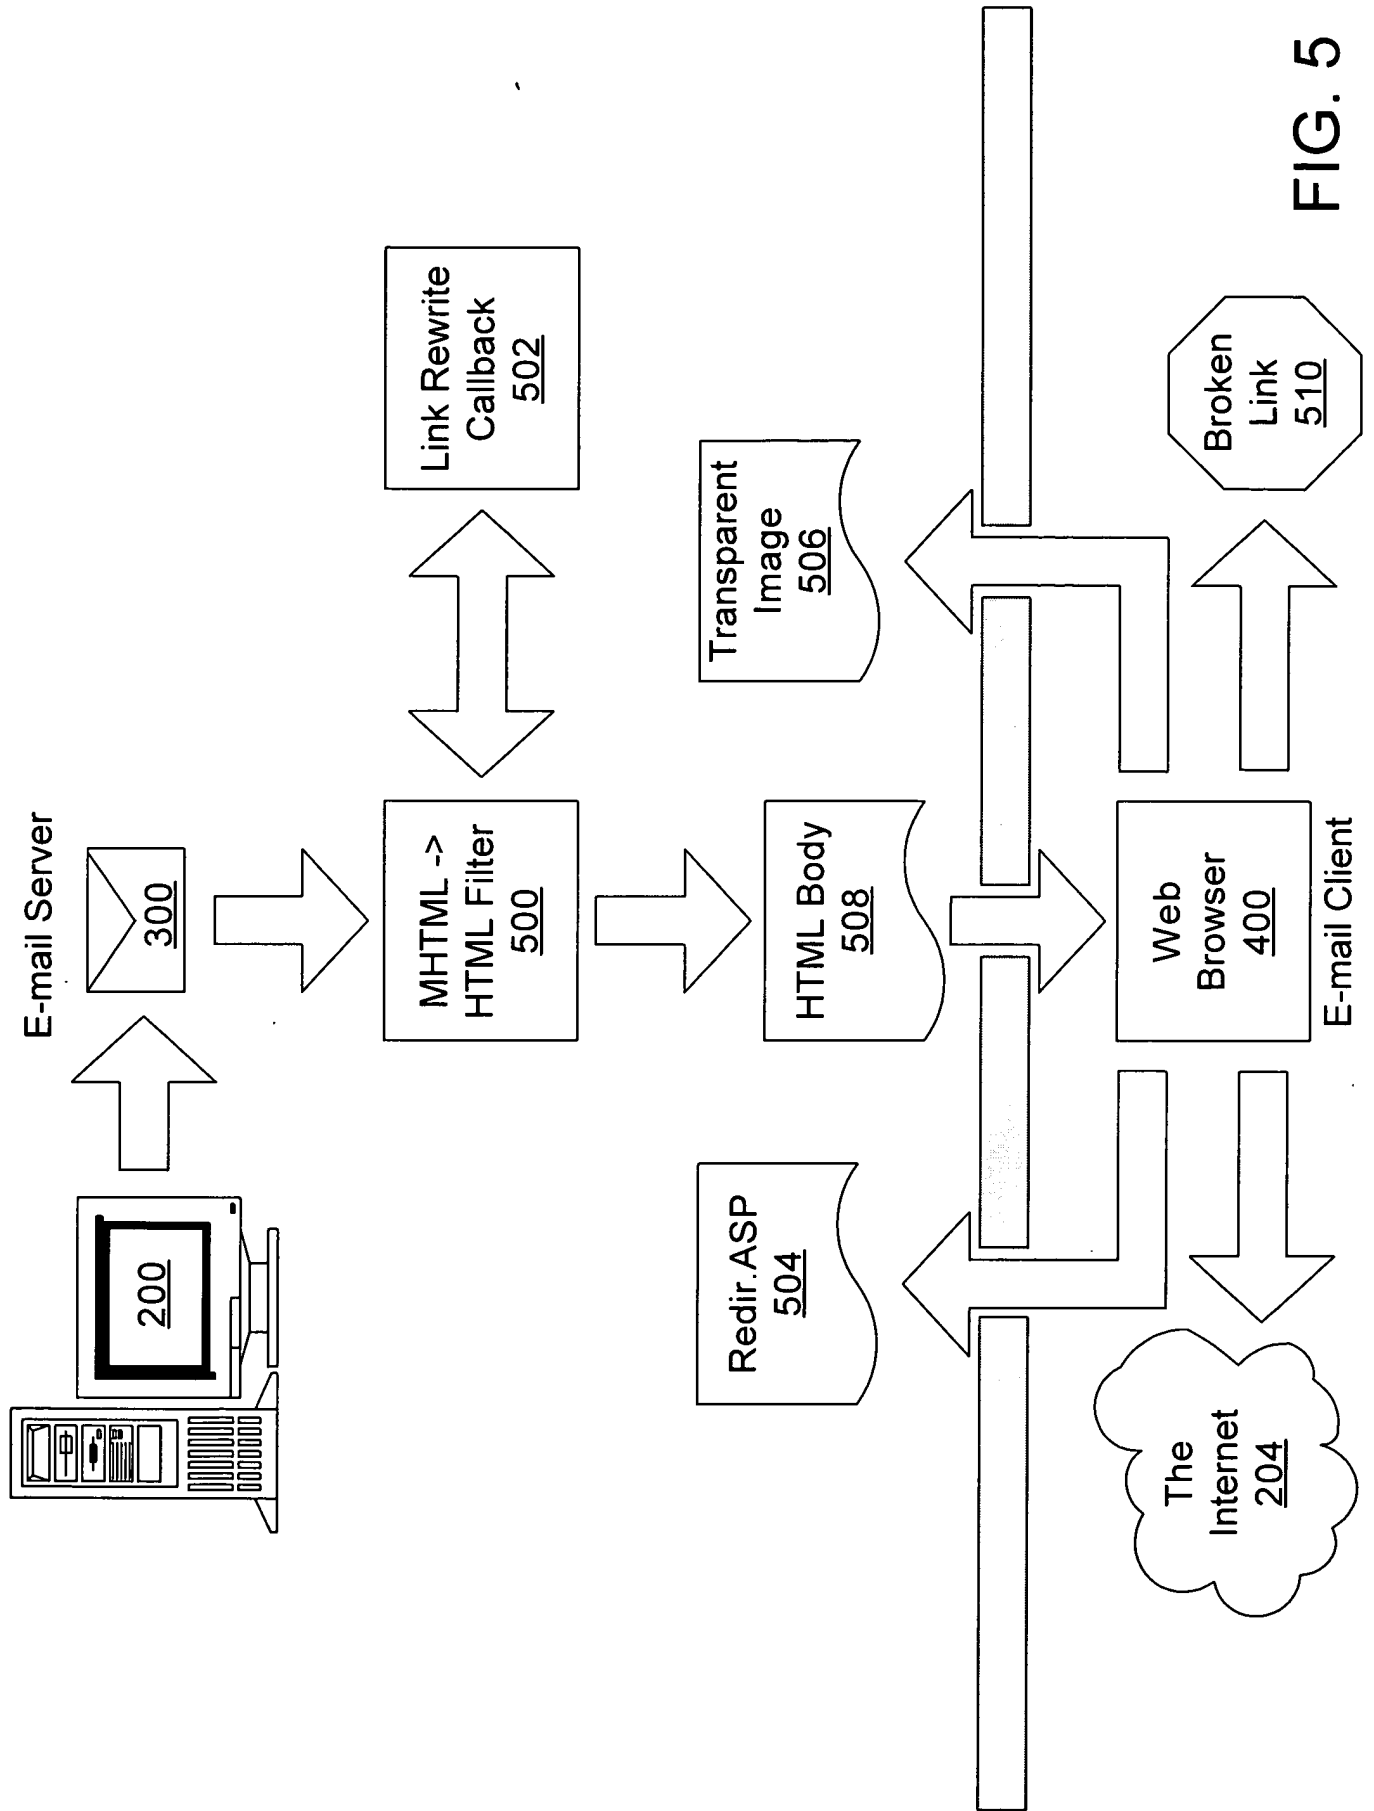 E-mail Server
200
300
MHTML ->
HTML Filter
500
Link Rewrite
Callback
502
Redir.ASP
504
HTML Body
508
Transparent
Image
506
The
Internet
204
Web
Browser
400
E-mail Client
Broken
Link
510
FIG. 5